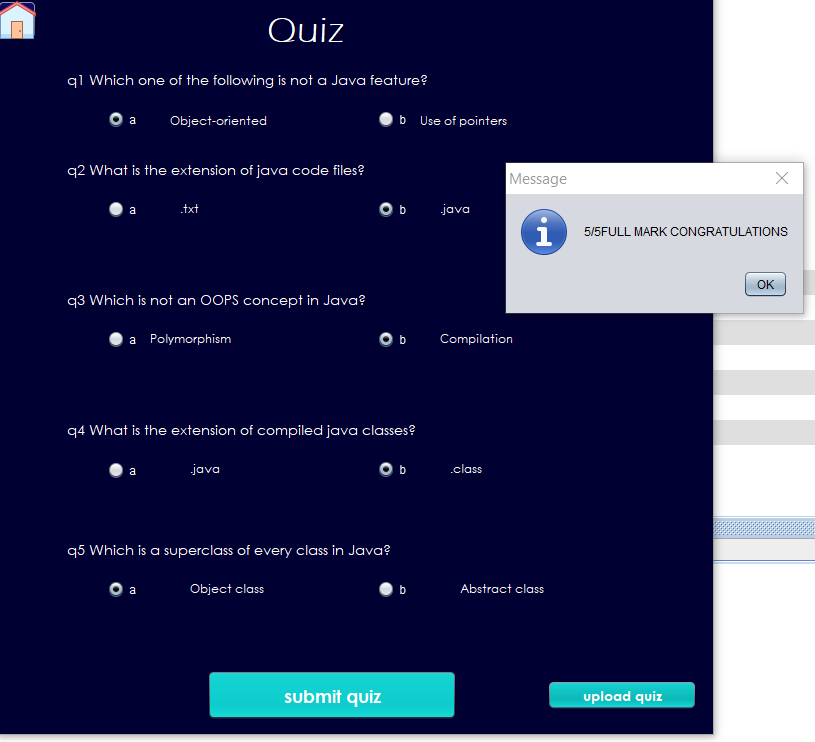 Quiz
q1 Which one of the following is not a Java feature?
a Object-oriented b Use of pointers
q2 What is the extension of java code files?
a .txt b .java
Message
5/5FULL MARK CONGRATULATIONS
OK
q3 Which is not an OOPS concept in Java?
a Polymorphism b Compilation
q4 What is the extension of compiled java classes?
a .java b .class
q5 Which is a superclass of every class in Java?
a Object class b Abstract class
submit quiz upload quiz